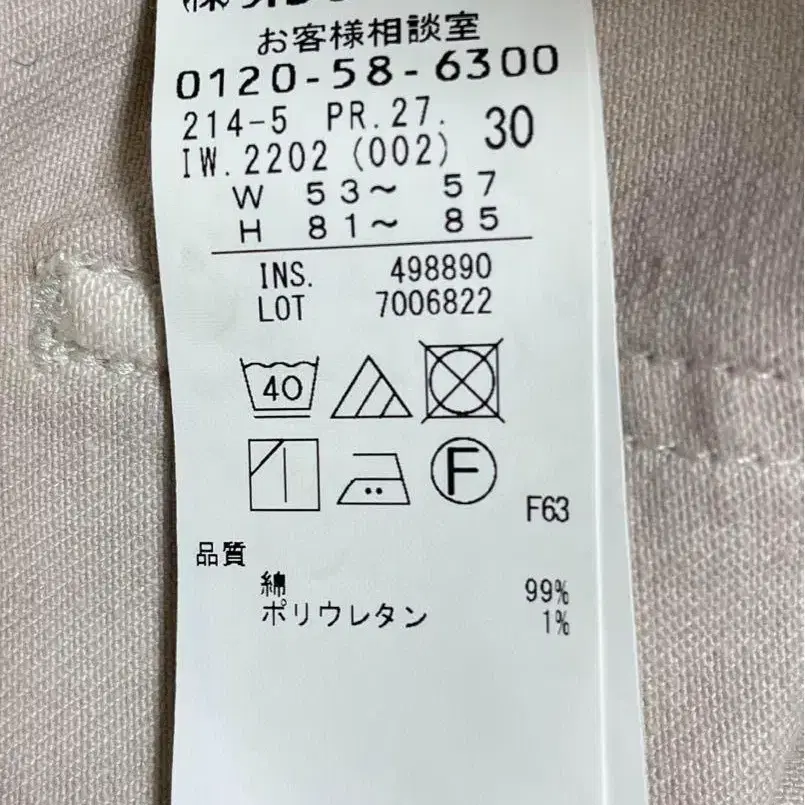 お客様相談室
0120-58-6300
214-5 PR.27. 30
IW.2202 (002)
W 53～ 57
H 81～ 85
INS. 498890
LOT 7006822
40
F
F63
品質
綿 99%
ポリウレタン 1%